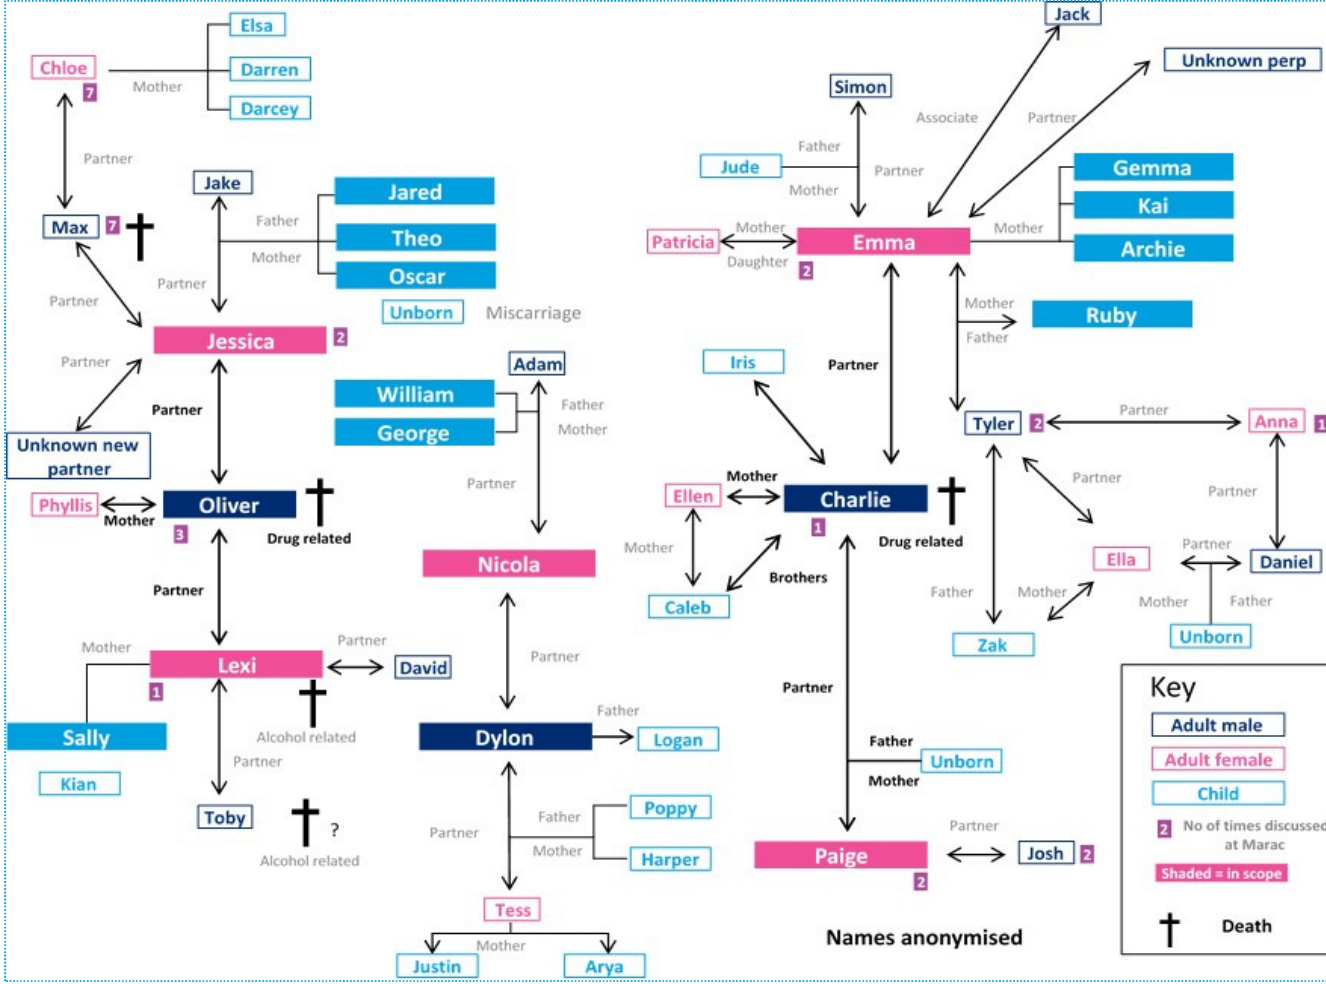 Jack
Elsa
Chloe
Darren
Unknown perp
Mother
7
Simon
Darcey
Associate
Partner
Partner
Father
Jude
Gemma
Partner
Mother
Jake
Jared
Kai
Max
7
Father
Theo
Patricia
Mother
Emma
Mother
Archie
Mother
Daughter
2
Partner
Oscar
Partner
Unborn
Miscarriage
Mother
Ruby
Father
Jessica
2
Partner
Iris
Partner
Adam
William
Father
Partner
George
Mother
Tyler
2
Partner
Anna
1
Unknown new
partner
Partner
Mother
Partner
Phyllis
Mother
Oliver
Ellen
Charlie
Partner
3
Drug related
1
Drug related
Mother
Partner
Nicola
Brothers
Ella
Daniel
Partner
Caleb
Father
Mother
Mother
Father
Zak
Unborn
Mother
Lexi
Partner
David
Partner
1
Partner
Key
Alcohol related
Father
Adult male
Sally
Dylon
Logan
Father
Adult female
Partner
Unborn
Kian
Mother
Child
Toby
?
Poppy
2
No of times discussed
at Marac
Partner
Father
Partner
Alcohol related
Mother
Harper
Paige
Josh
2
2
Shaded = in scope
Tess
Death
Mother
Names anonymised
Justin
Arya